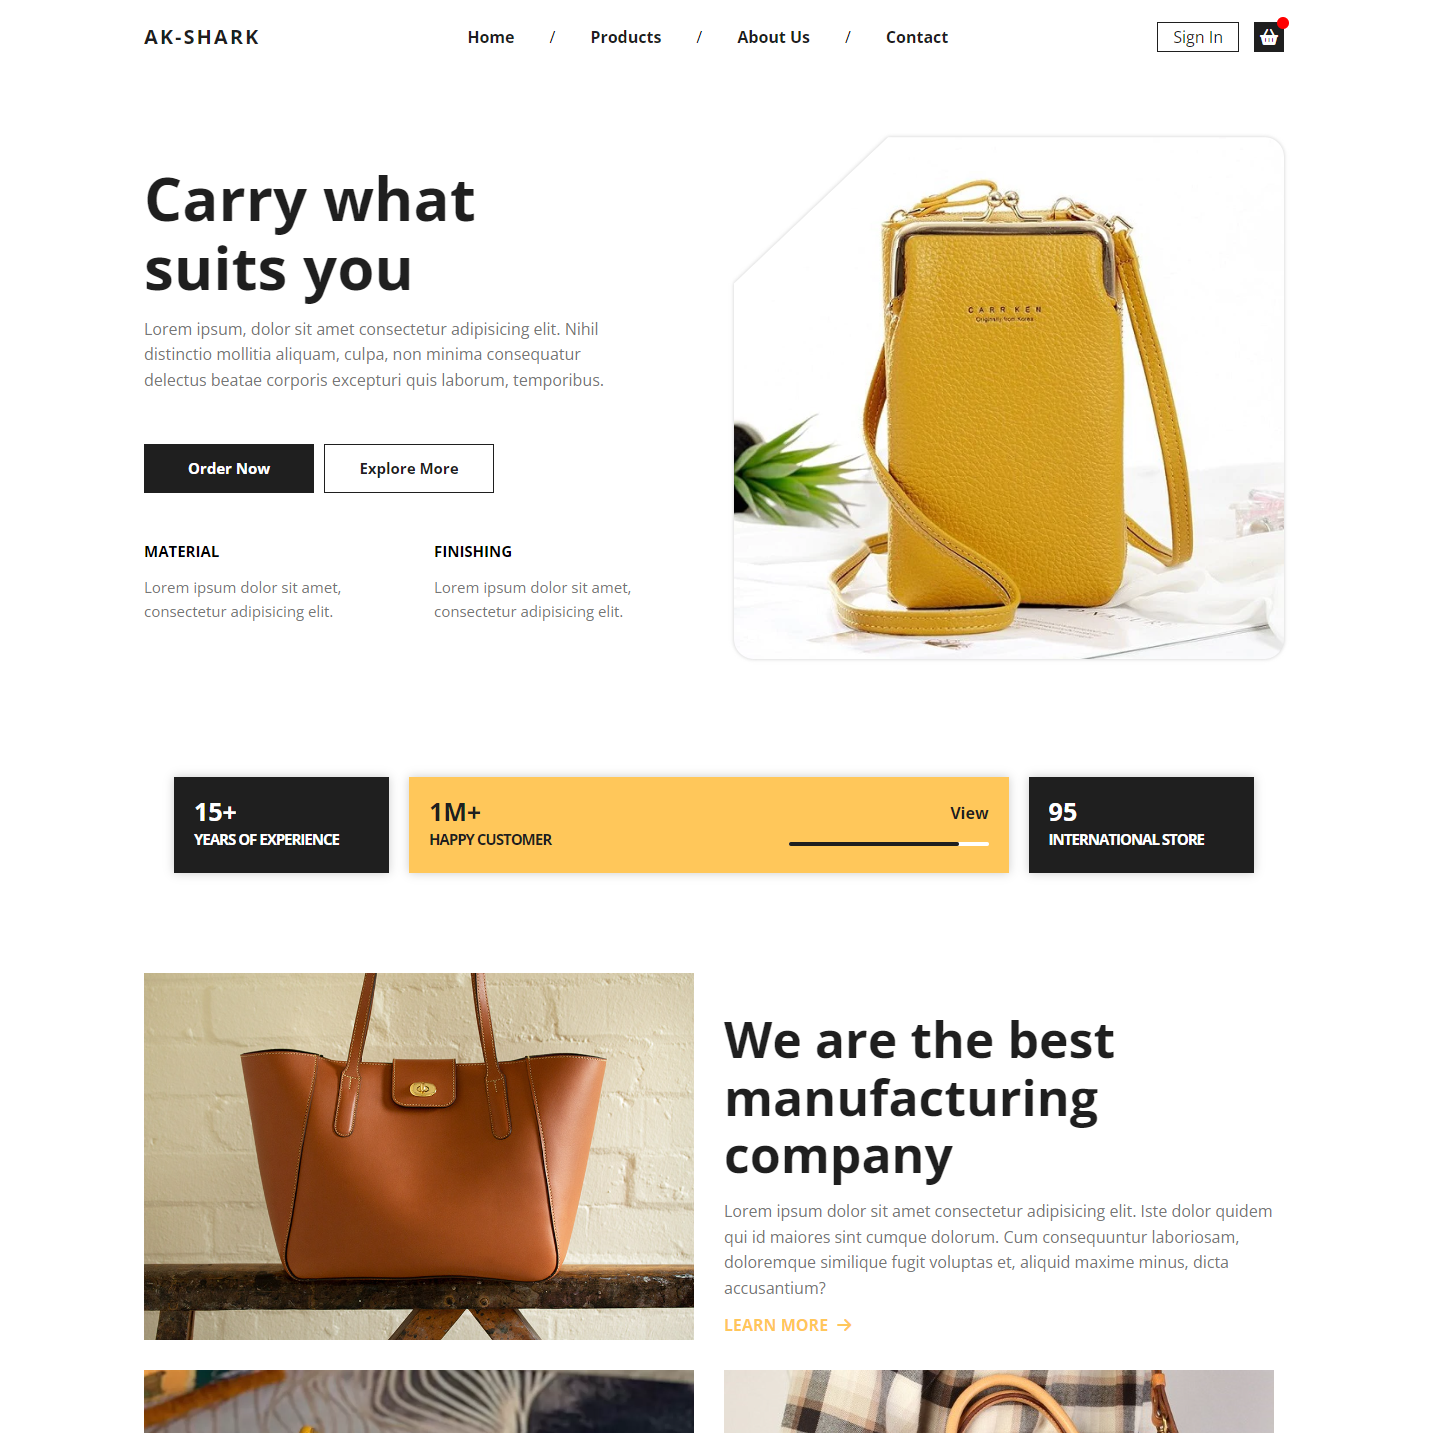 AK-SHARK
Home / Products / About Us / Contact
Sign In
Carry what
suits you
Lorem ipsum, dolor sit amet consectetur adipisicing elit. Nihil
distinctio mollitia aliquam, culpa, non minima consequatur
delectus beatae corporis excepturi quis laborum, temporibus.
Order Now
Explore More
MATERIAL
Lorem ipsum dolor sit amet,
consectetur adipisicing elit.
FINISHING
Lorem ipsum dolor sit amet,
consectetur adipisicing elit.
CARR KEN
Originally from Korea
15+
YEARS OF EXPERIENCE
1M+
HAPPY CUSTOMER
View
95
INTERNATIONAL STORE
We are the best
manufacturing
company
Lorem ipsum dolor sit amet consectetur adipisicing elit. Iste dolor quidem
qui id maiores sint cumque dolorum. Cum consequuntur laboriosam,
doloremque similique fugit voluptas et, aliquid maxime minus, dicta
accusantium?
LEARN MORE